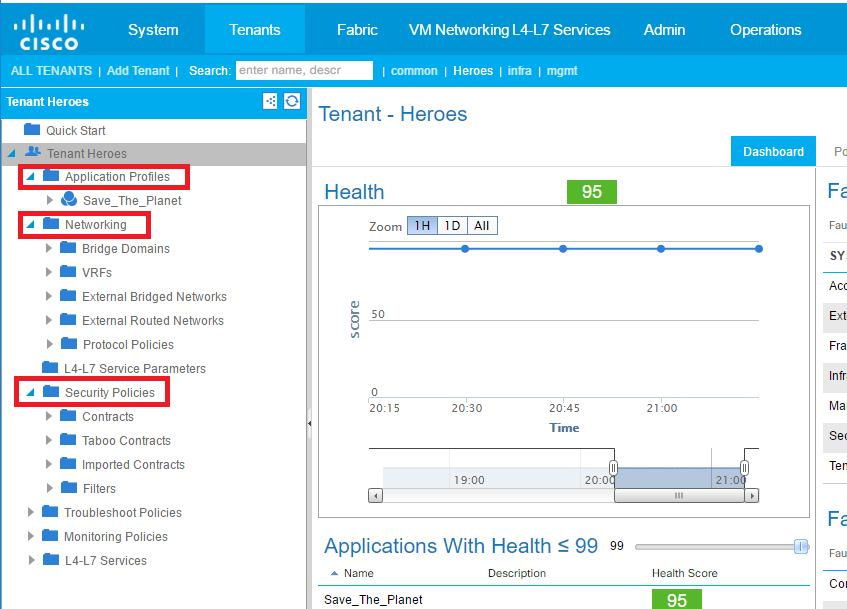 CISCO
System Tenants Fabric VM Networking L4-L7 Services Admin Operations
ALL TENANTS | Add Tenant | Search: enter name, descr | common | Heroes | infra | mgmt
Tenant Heroes
Quick Start
Tenant Heroes
Application Profiles
Save_The_Planet
Networking
Bridge Domains
VRFs
External Bridged Networks
External Routed Networks
Protocol Policies
L4-L7 Service Parameters
Security Policies
Contracts
Taboo Contracts
Imported Contracts
Filters
Troubleshoot Policies
Monitoring Policies
L4-L7 Services
Tenant - Heroes
Dashboard Po
Health 95
Zoom 1H 1D All
score
50
0
20:15 20:30 20:45 21:00
Time
19:00 20:00 21:00
Applications With Health ≤ 99 99
Name Description Health Score
Save_The_Planet 95
Fa
Fau
SY
Acc
Ext
Fra
Infr
Ma
Sec
Ten
Fa
Fau
Cor